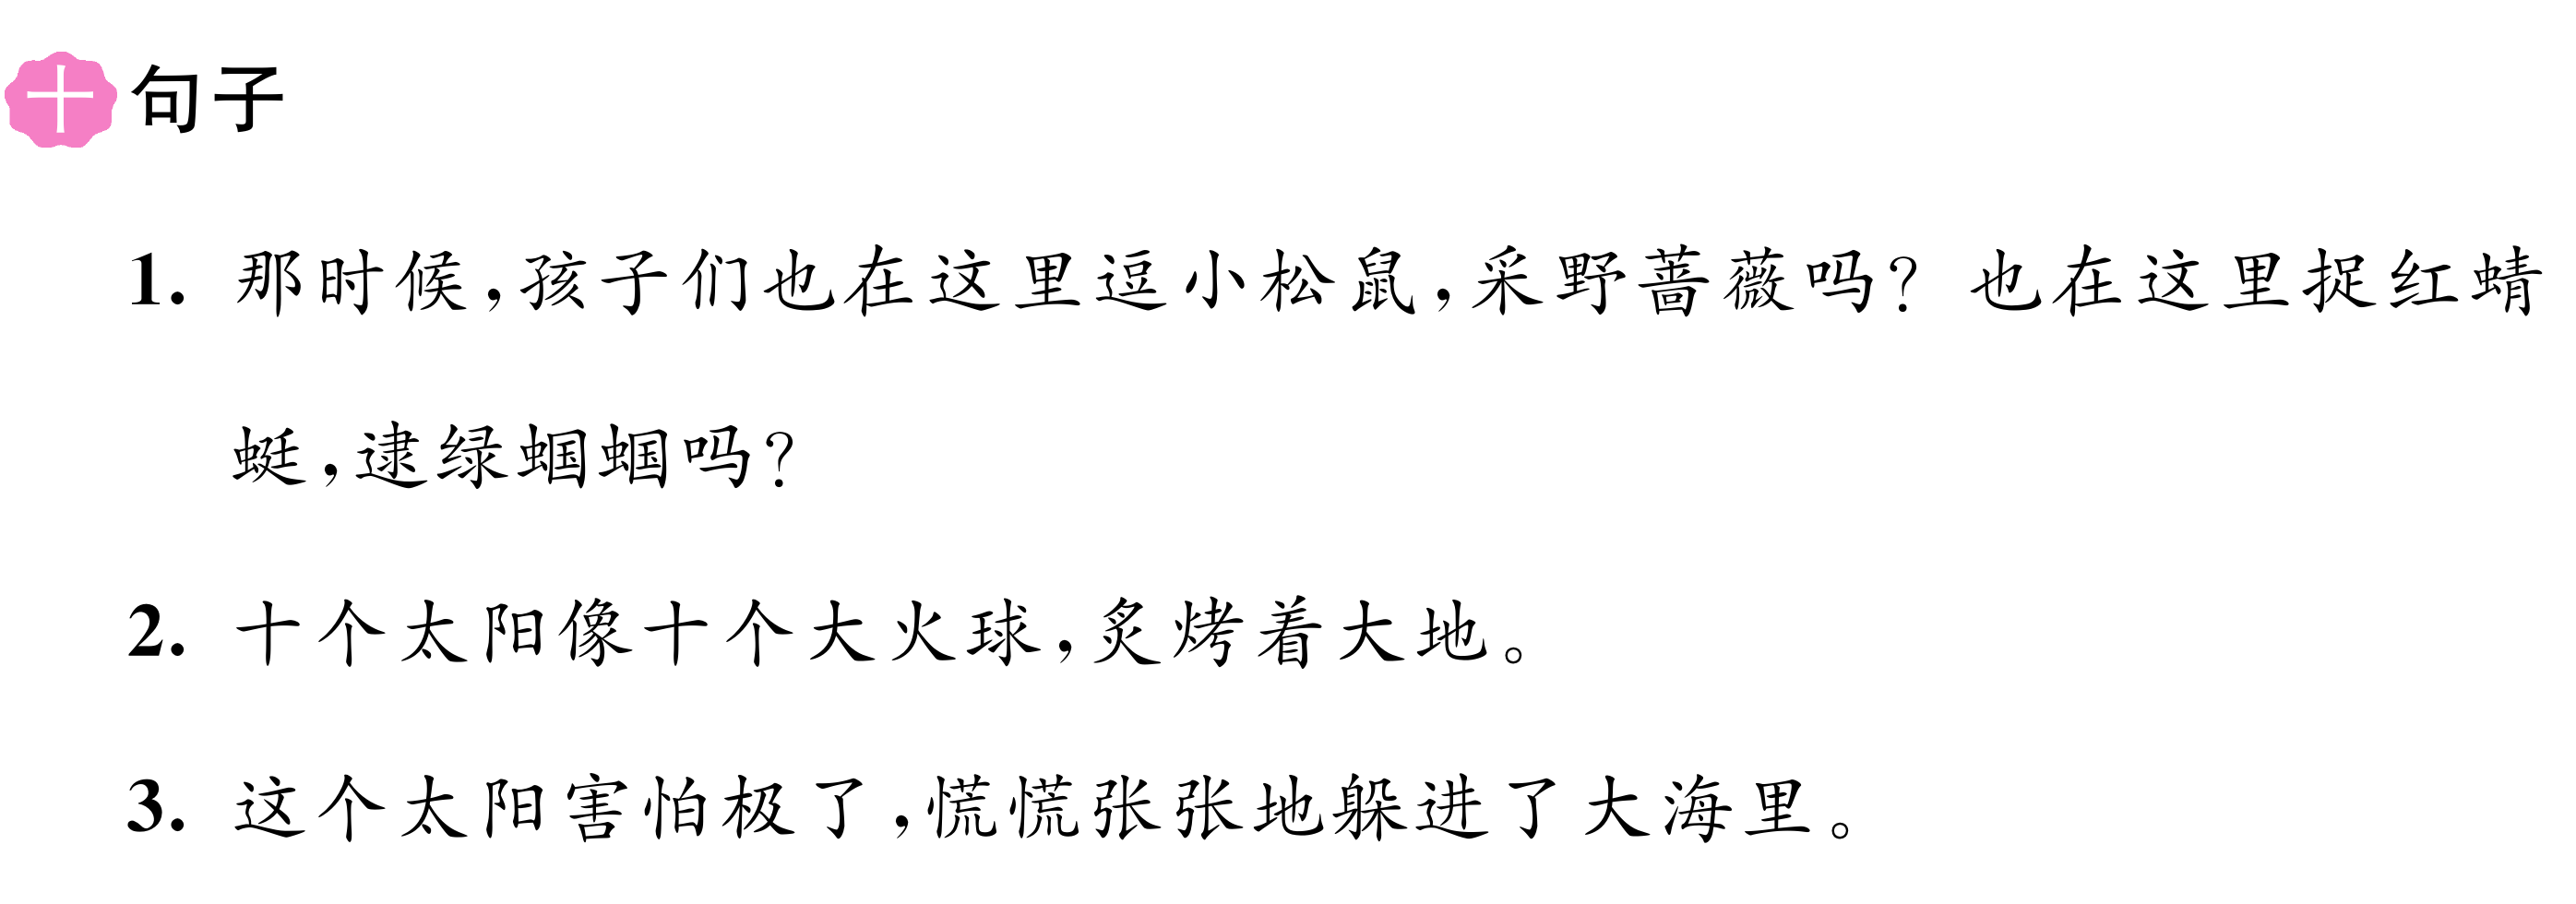 十 句子
1. 那时候，孩子们也在这里逗小松鼠，采野蔷薇吗？也在这里捉红蜻
蜓，逮绿蝈蝈吗？
2. 十个太阳像十个大火球，炙烤着大地。
3. 这个太阳害怕极了，慌慌张张地躲进了大海里。